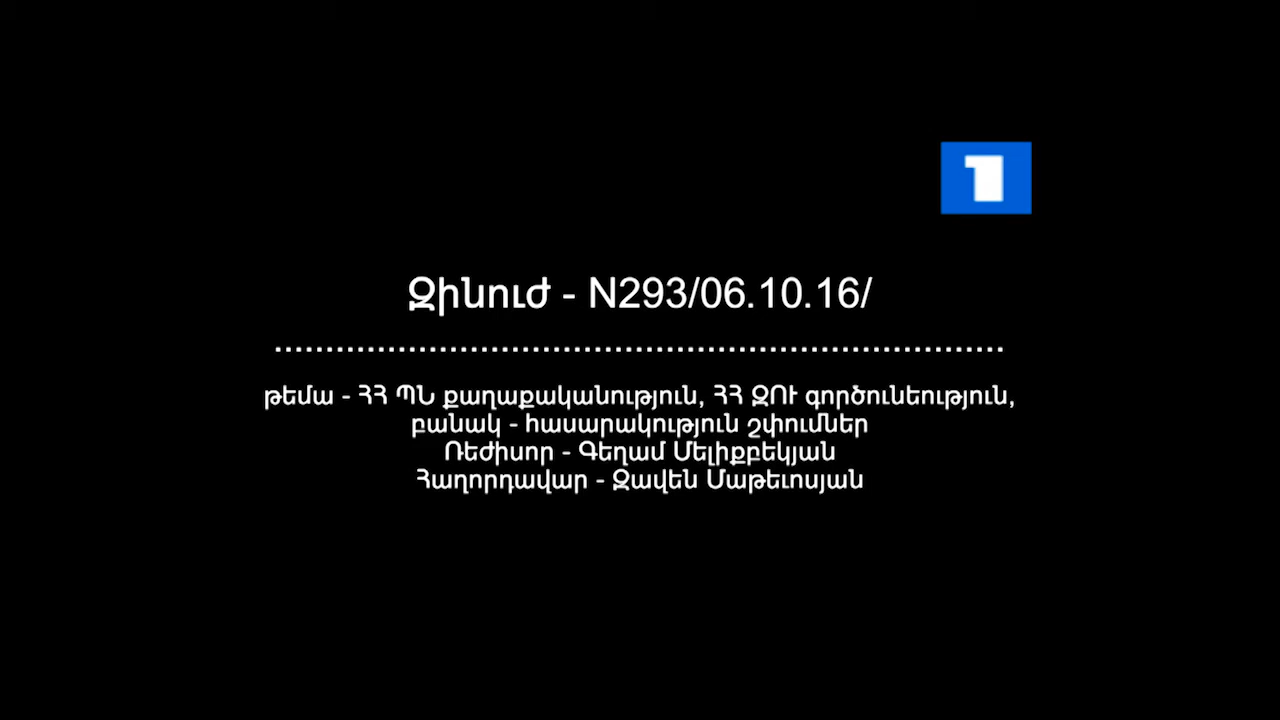 1
Զինուժ - N293/06.10.16/
թեմա - ՀՀ ՊՆ քաղաքականություն, ՀՀ ԶՈՒ գործունեություն,
բանակ - հասարակություն շփումներ
Ռեժիսոր - Գեղամ Մելիքբեկյան
Հաղորդավար - Զավեն Մաթեւոսյան